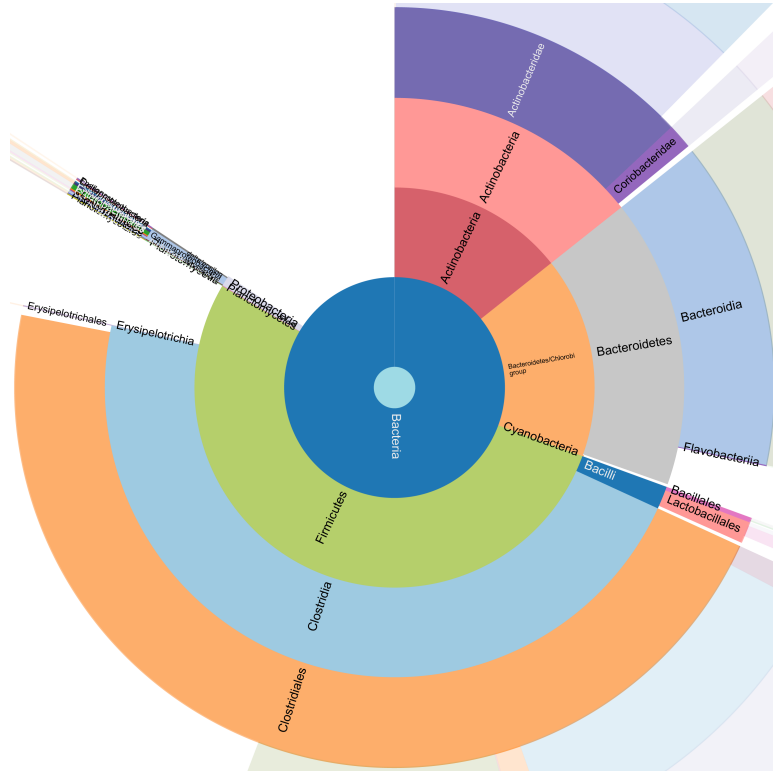 Actinobacteridae
Actinobacteria
Coriobacteridae
Actinobacteria
Bacteroidia
Bacteroidetes
Bacteroidetes/Chlorobi
group
Flavobacteriia
Cyanobacteria
Bacilli
Bacillales
Lactobacillales
Bacteria
Proteobacteria
Planctomycetes
Erysipelotrichales
Erysipelotrichia
Firmicutes
Clostridia
Clostridiales